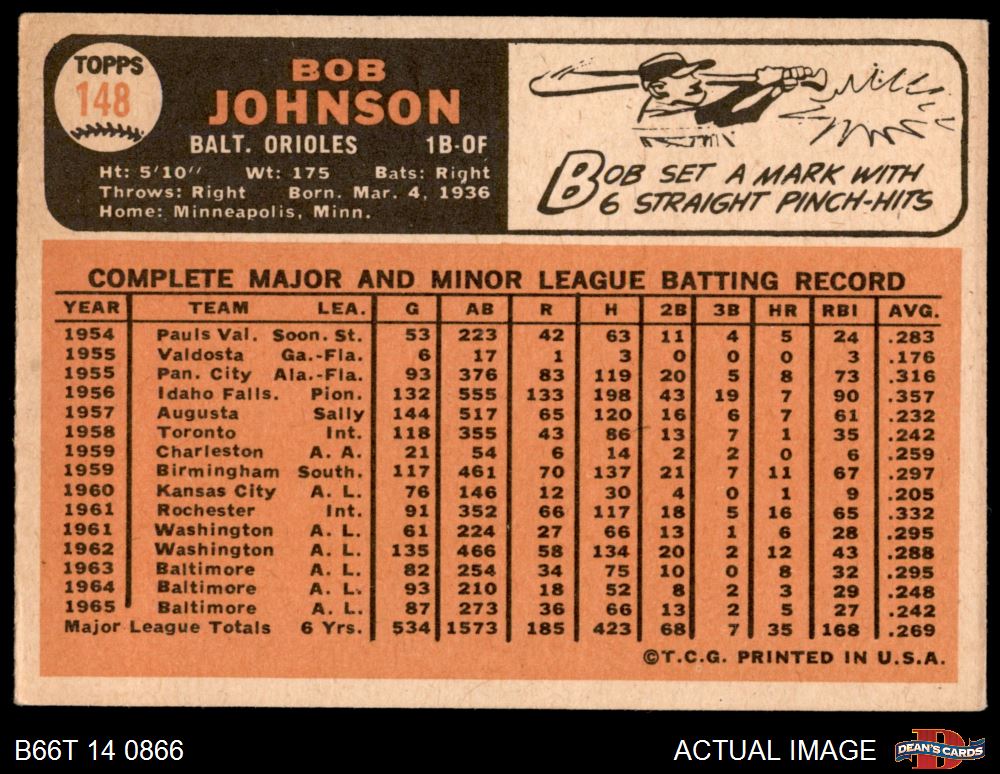 TOPPS
148
BOB
JOHNSON
BALT. ORIOLES 1B-OF
Ht: 5'10" Wt: 175 Bats: Right
Throws: Right Born. Mar. 4, 1936
Home: Minneapolis, Minn.
BOB SET A MARK WITH
6 STRAIGHT PINCH-HITS
COMPLETE MAJOR AND MINOR LEAGUE BATTING RECORD
YEAR TEAM LEA. G AB R H 2B 3B HR RBI AVG.
1954 Pauls Val. Soon. St. 53 223 42 63 11 4 5 24 .283
1955 Valdosta Ga.-Fla. 6 17 1 3 0 0 0 3 .176
1955 Pan. City Ala.-Fla. 93 376 83 119 20 5 8 73 .316
1956 Idaho Falls. Pion. 132 555 133 198 43 19 7 90 .357
1957 Augusta Sally 144 517 65 120 16 6 7 61 .232
1958 Toronto Int. 118 355 43 86 13 7 1 35 .242
1959 Charleston A. A. 21 54 6 14 2 2 0 6 .259
1959 Birmingham South. 117 461 70 137 21 7 11 67 .297
1960 Kansas City A. L. 76 146 12 30 4 0 1 9 .205
1961 Rochester Int. 91 352 66 117 18 5 16 65 .332
1961 Washington A. L. 61 224 27 66 13 1 6 28 .295
1962 Washington A. L. 135 466 58 134 20 2 12 43 .288
1963 Baltimore A. L. 82 254 34 75 10 0 8 32 .295
1964 Baltimore A. L. 93 210 18 52 8 2 3 29 .248
1965 Baltimore A. L. 87 273 36 66 13 2 5 27 .242
Major League Totals 6 Yrs. 534 1573 185 423 68 7 35 168 .269
©T.C.G. PRINTED IN U.S.A.
B66T 14 0866
ACTUAL IMAGE
DEAN'S CARDS